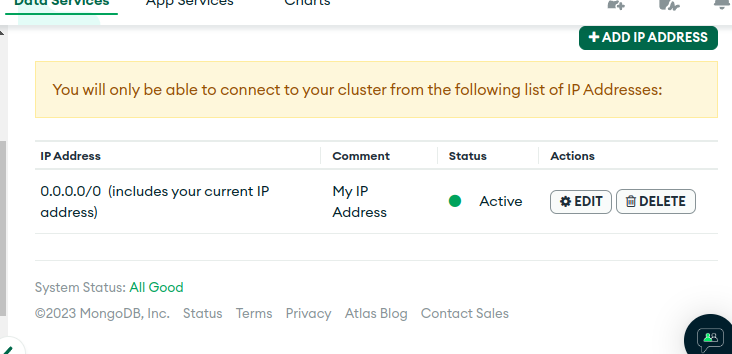 Data Services App Services Charts
+ ADD IP ADDRESS
You will only be able to connect to your cluster from the following list of IP Addresses:
IP Address Comment Status Actions
0.0.0.0/0 (includes your current IP My IP Active EDIT DELETE
address) Address
System Status: All Good
©2023 MongoDB, Inc. Status Terms Privacy Atlas Blog Contact Sales